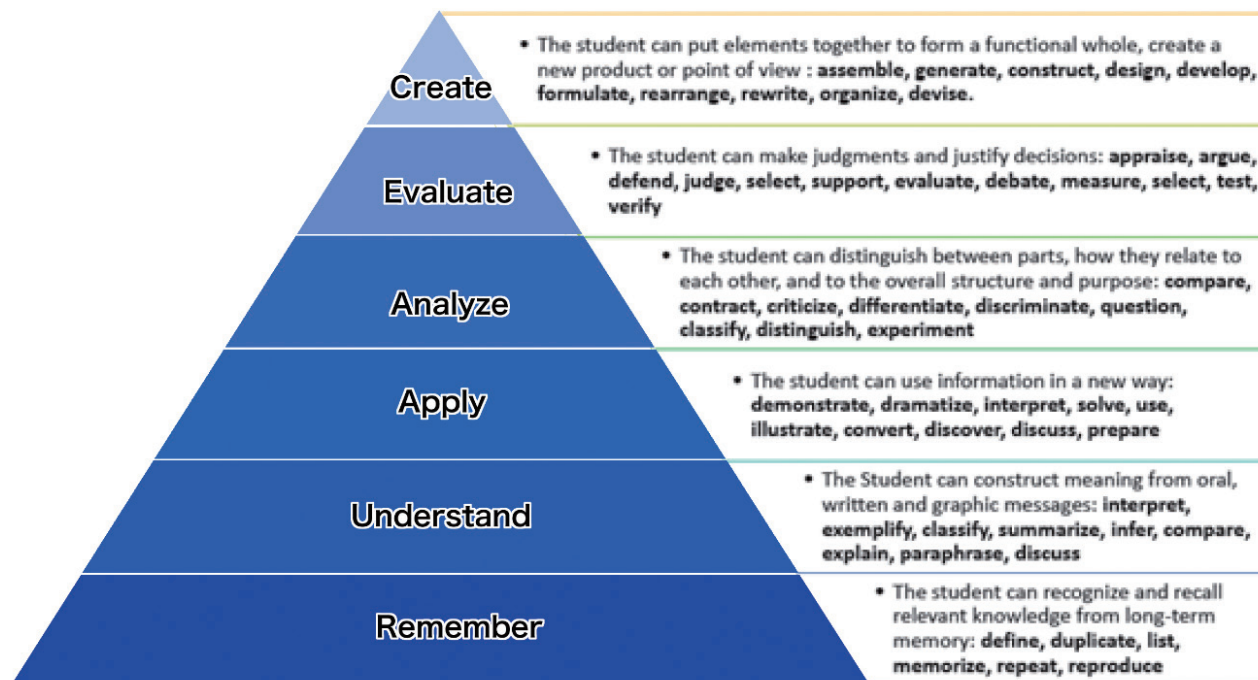 Create
• The student can put elements together to form a functional whole, create a
new product or point of view : assemble, generate, construct, design, develop,
formulate, rearrange, rewrite, organize, devise.
Evaluate
• The student can make judgments and justify decisions: appraise, argue,
defend, judge, select, support, evaluate, debate, measure, select, test,
verify
Analyze
• The student can distinguish between parts, how they relate to
each other, and to the overall structure and purpose: compare,
contract, criticize, differentiate, discriminate, question,
classify, distinguish, experiment
Apply
• The student can use information in a new way:
demonstrate, dramatize, interpret, solve, use,
illustrate, convert, discover, discuss, prepare
Understand
• The Student can construct meaning from oral,
written and graphic messages: interpret,
exemplify, classify, summarize, infer, compare,
explain, paraphrase, discuss
Remember
• The student can recognize and recall
relevant knowledge from long-term
memory: define, duplicate, list,
memorize, repeat, reproduce